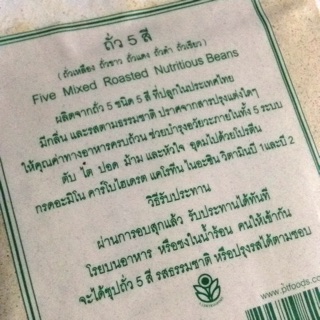 ถั่ว 5 สี
( ถั่วเหลือง ถั่วขาว ถั่วแดง ถั่วดำ ถั่วเขียว )
Five Mixed Roasted Nutritious Beans
ผลิตจากถั่ว 5 ชนิด 5 สี ที่ปลูกในประเทศไทย
มีกลิ่น และรสตามธรรมชาติ ปราศจากสารปรุงแต่งใดๆ
ให้คุณค่าทางอาหารครบถ้วน ช่วยบำรุงอวัยวะภายในทั้ง 5 ระบบ
ตับ ไต ปอด ม้าม และหัวใจ อุดมไปด้วยโปรตีน
กรดอะมิโน คาร์โบไฮเดรต แคโรทีน ไนอะซิน วิตามินบี 1และบี 2
วิธีรับประทาน
ผ่านการอบสุกแล้ว รับประทานได้ทันที
โรยบนอาหาร หรือชงในน้ำร้อน คนให้เข้ากัน
จะได้ซุปถั่ว 5 สี รสธรรมชาติ หรือปรุงรสได้ตามชอบ
www.plfoods.c